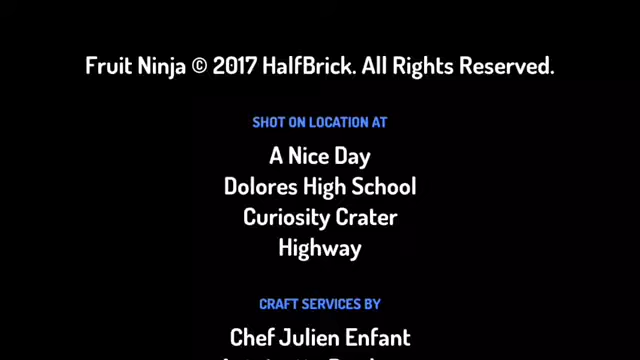 Fruit Ninja © 2017 HalfBrick. All Rights Reserved.
SHOT ON LOCATION AT
A Nice Day
Dolores High School
Curiosity Crater
Highway
CRAFT SERVICES BY
Chef Julien Enfant